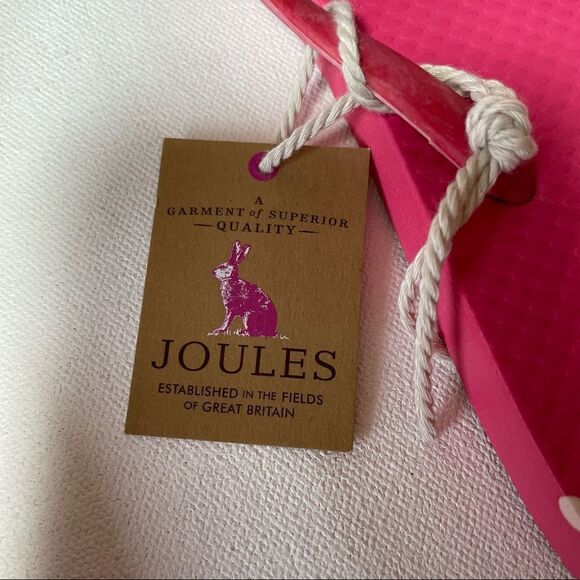 A
GARMENT of SUPERIOR
QUALITY
JOULES
ESTABLISHED IN THE FIELDS
OF GREAT BRITAIN